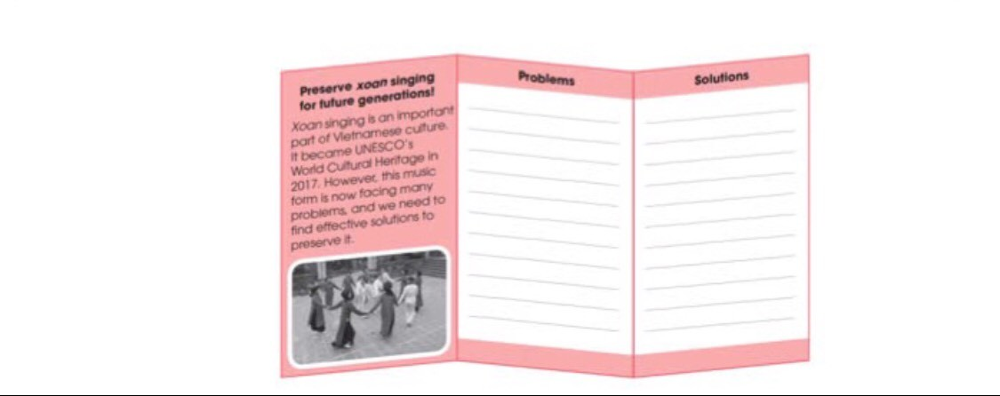 Preserve xoan singing
for future generations!
Xoan singing is an important
part of Vietnamese culture.
It became UNESCO's
World Cultural Heritage in
2017. However, this music
form is now facing many
problems, and we need to
find effective solutions to
preserve it.
Problems
Solutions